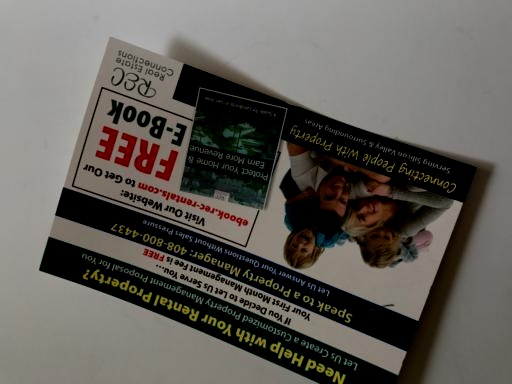 Need Help with Your Rental Property?
Let Us Create a Customized Property Management Proposal for You
If You Decide to Let Us Serve You....
Your First Month Management Fee is FREE
Speak to a Property Manager: 408-800-4437
Let Us Answer Your Questions Without Sales Pressure
Visit Our Website:
ebook.rec-rentals.com to Get Our
FREE
E-Book
Protect Your Home &
Earn More Revenue
REC
Real Estate
Connections
Connecting People With Property
Serving Silicon Valley & Surrounding Areas